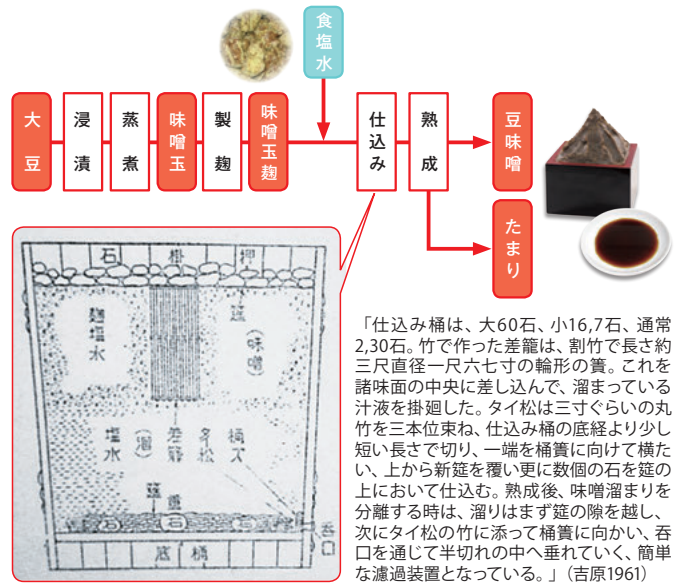 食塩水
大豆
浸漬
蒸煮
味噌玉
製麹
味噌玉麹
仕込み
熟成
豆味噌
たまり
押掛石
筵
(味噌)
麹塩水
桶ス
タイ松
差籠
(溜)
塩水
筵
石
石
石
呑口
桶底
「仕込み桶は、大60石、小16,7石、通常
2,30石。竹で作った差籠は、割竹で長さ約
三尺直径一尺六七寸の輪形の簀。これを
諸味面の中央に差し込んで、溜まっている
汁液を掛廻した。タイ松は三寸ぐらいの丸
竹を三本位束ね、仕込み桶の底経より少し
短い長さで切り、一端を桶簀に向けて横た
い、上から新筵を覆い更に数個の石を筵の
上において仕込む。熟成後、味噌溜まりを
分離する時は、溜りはまず筵の隙を越し、
次にタイ松の竹に添って桶簀に向かい、呑
口を通じて半切れの中へ垂れていく、簡単
な濾過装置となっている。」（吉原1961）